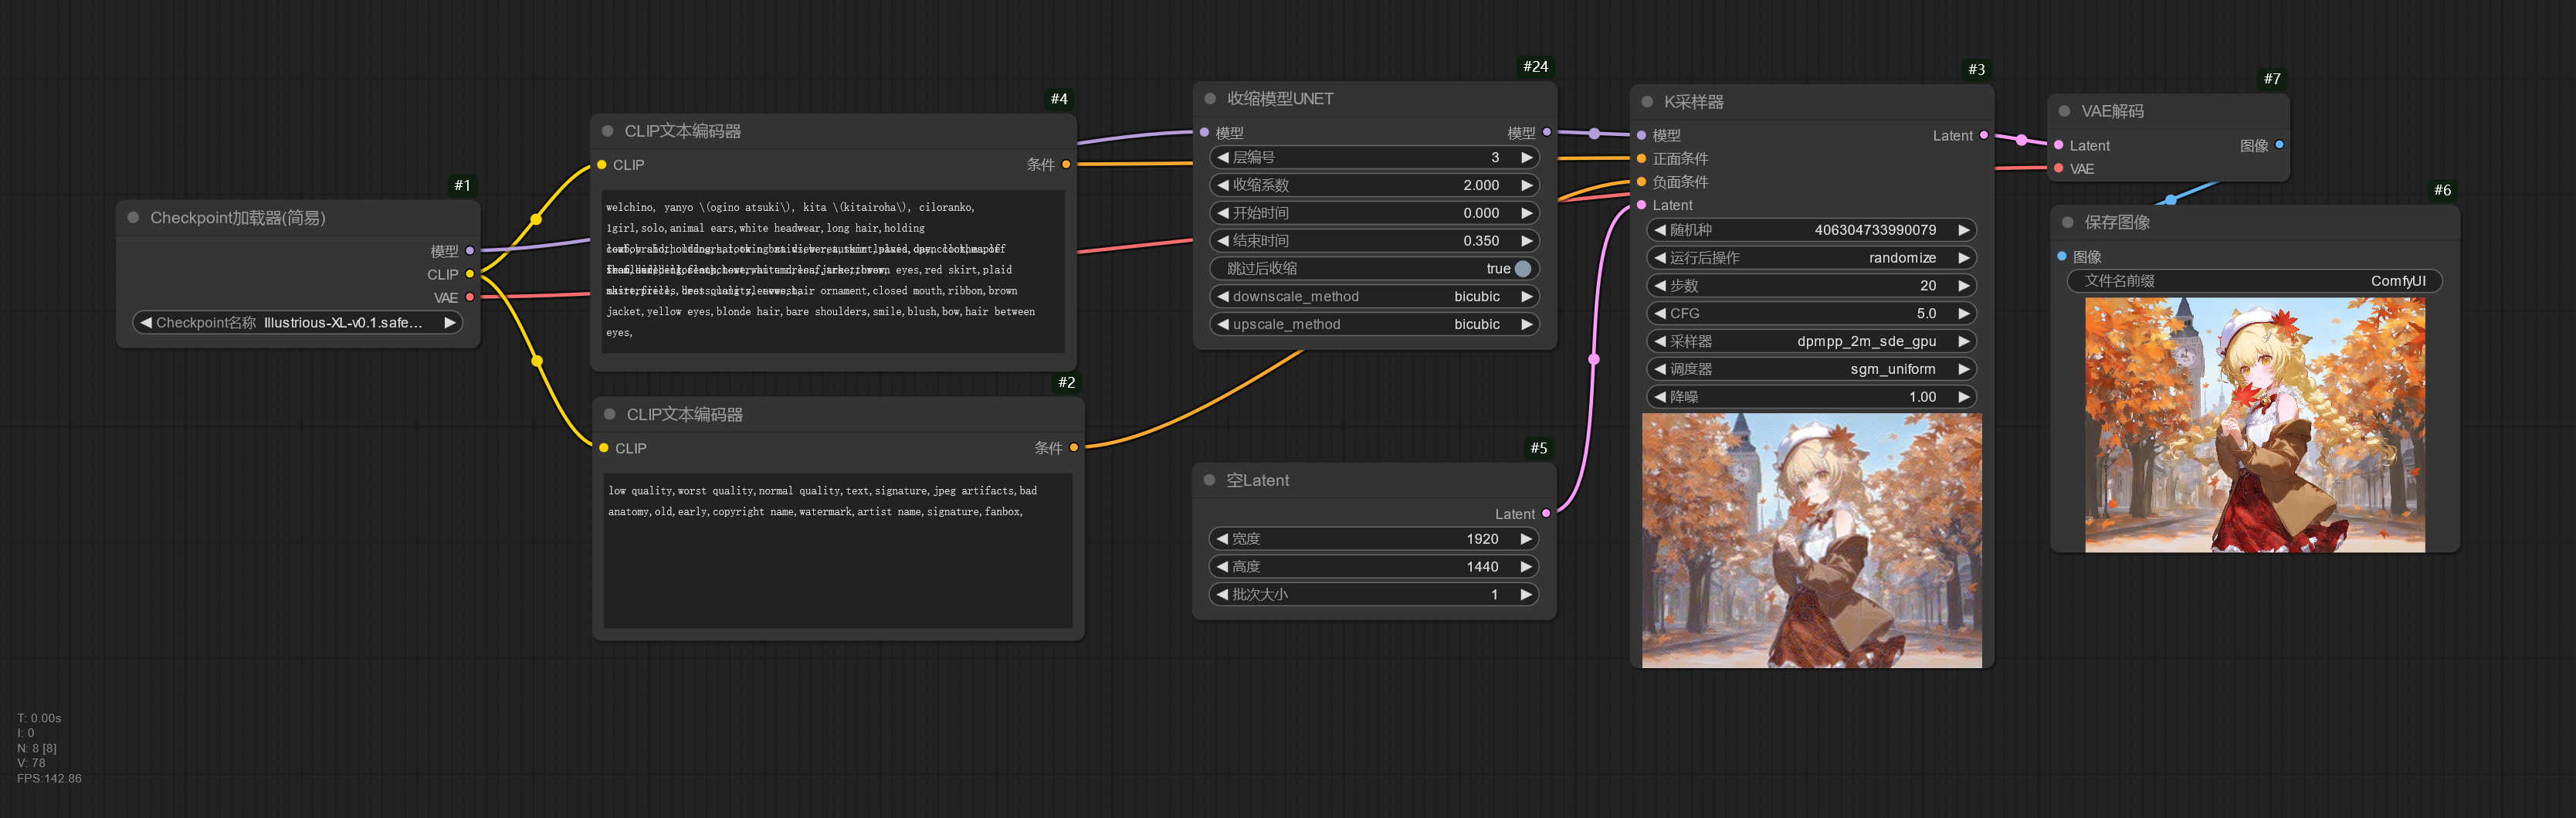 #1
Checkpoint加载器(简易)
模型
CLIP
VAE
Checkpoint名称 Illustrious-XL-v0.1.safe...
#4
CLIP文本编码器
CLIP 条件
welchino, yanyo \(ogino atsuki\), kita \(kitairoha\), ciloranko,
1girl,solo,animal ears,white headwear,long hair,holding
eyes,red skirt,plaid
hair ornament,closed mouth,ribbon,brown
jacket,yellow eyes,blonde hair,bare shoulders,smile,blush,bow,hair between
eyes,
#2
CLIP文本编码器
CLIP 条件
low quality,worst quality,normal quality,text,signature,jpeg artifacts,bad
anatomy,old,early,copyright name,watermark,artist name,signature,fanbox,
#24
收缩模型UNET
模型 模型
层编号 3
收缩系数 2.000
开始时间 0.000
结束时间 0.350
跳过后收缩 true
downscale_method bicubic
upscale_method bicubic
#5
空Latent
Latent
宽度 1920
高度 1440
批次大小 1
#3
K采样器
模型 Latent
正面条件
负面条件
Latent
随机种 406304733990079
运行后操作 randomize
步数 20
CFG 5.0
采样器 dpmpp_2m_sde_gpu
调度器 sgm_uniform
降噪 1.00
#7
VAE解码
Latent 图像
VAE
#6
保存图像
图像
文件名前缀 ComfyUI
T: 0.00s
I: 0
N: 8 [8]
V: 78
FPS:142.86